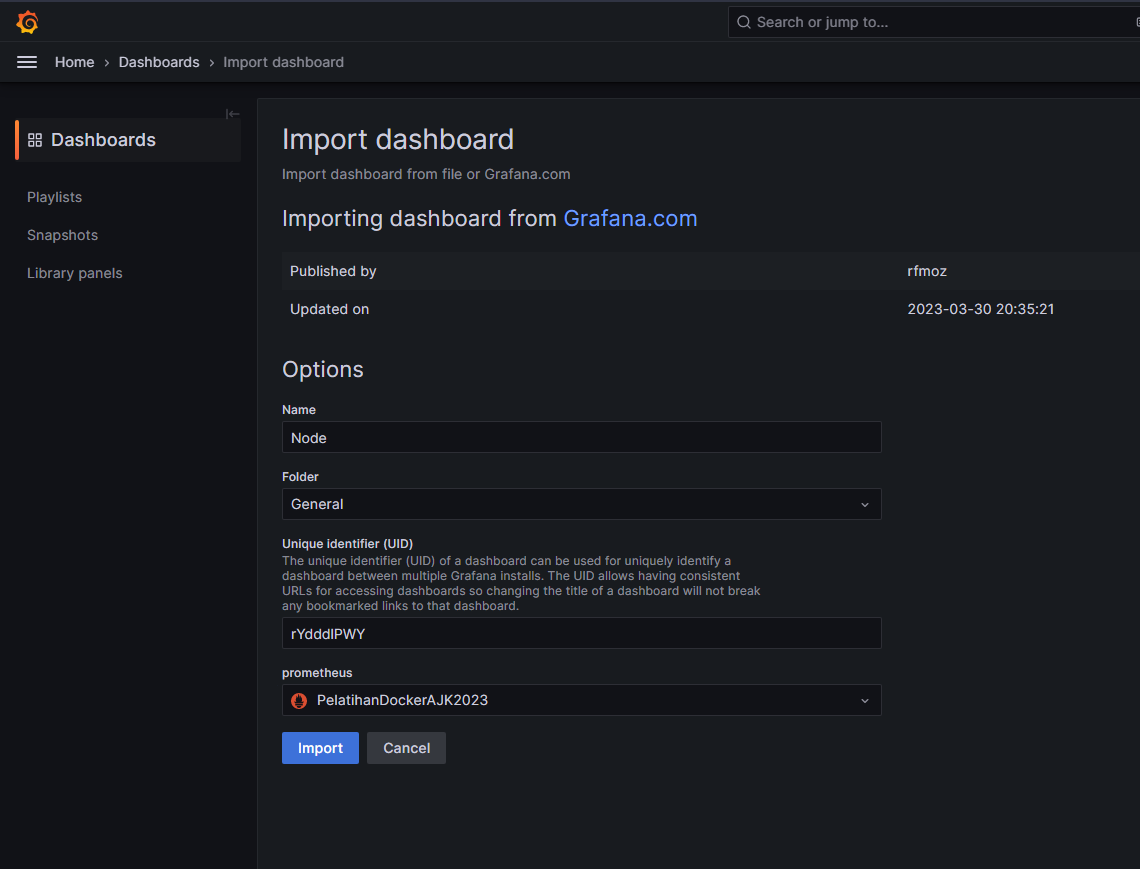 Search or jump to...
Home › Dashboards › Import dashboard
Dashboards
Playlists
Snapshots
Library panels
Import dashboard
Import dashboard from file or Grafana.com
Importing dashboard from Grafana.com
Published by rfmoz
Updated on 2023-03-30 20:35:21
Options
Name
Node
Folder
General
Unique identifier (UID)
The unique identifier (UID) of a dashboard can be used for uniquely identify a
dashboard between multiple Grafana installs. The UID allows having consistent
URLs for accessing dashboards so changing the title of a dashboard will not break
any bookmarked links to that dashboard.
rYdddlPWY
prometheus
PelatihanDockerAJK2023
Import Cancel